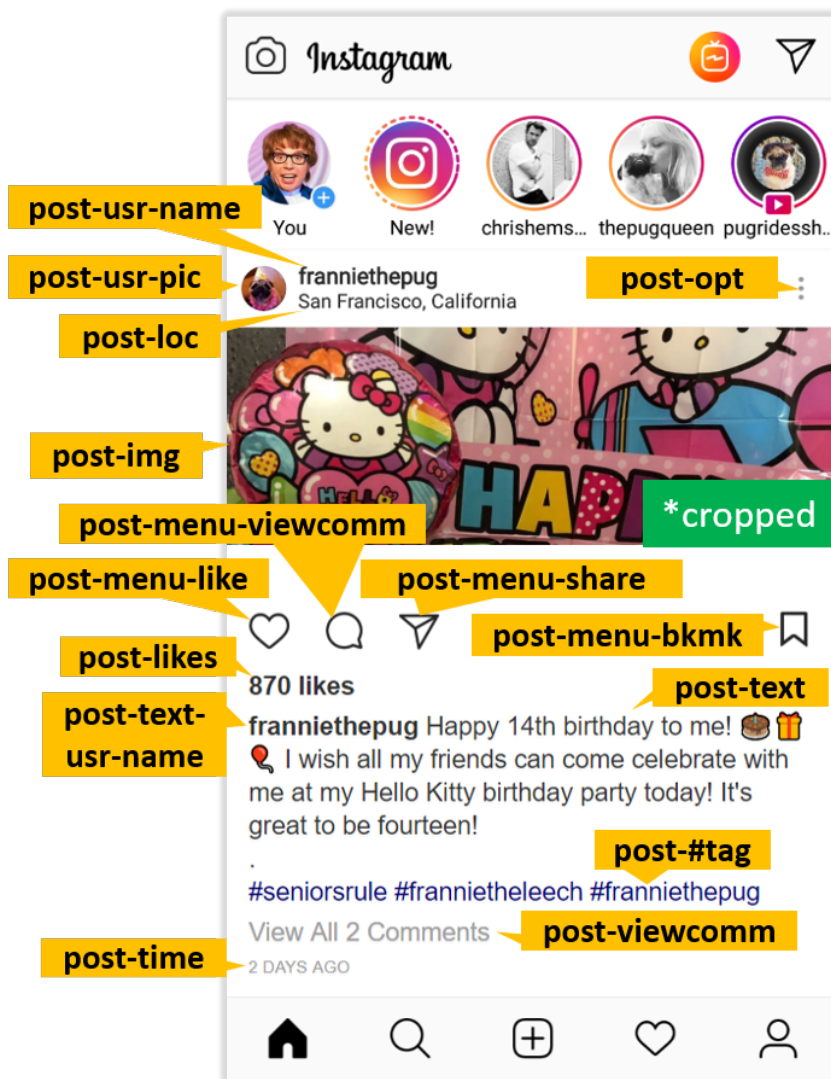 Instagram
You New! chrishems... thepugqueen pugridessh..
post-usr-name
franniethepug
post-usr-pic
post-opt
San Francisco, California
post-loc
post-img
HELLO
HAP
*cropped
post-menu-viewcomm
post-menu-like
post-menu-share
post-menu-bkmk
post-likes
870 likes
post-text
post-text-
usr-name
franniethepug Happy 14th birthday to me! 🎂🎁
🎈 I wish all my friends can come celebrate with
me at my Hello Kitty birthday party today! It's
great to be fourteen!
.
post-#tag
#seniorsrule #frannietheleech #franniethepug
View All 2 Comments
post-viewcomm
post-time
2 DAYS AGO